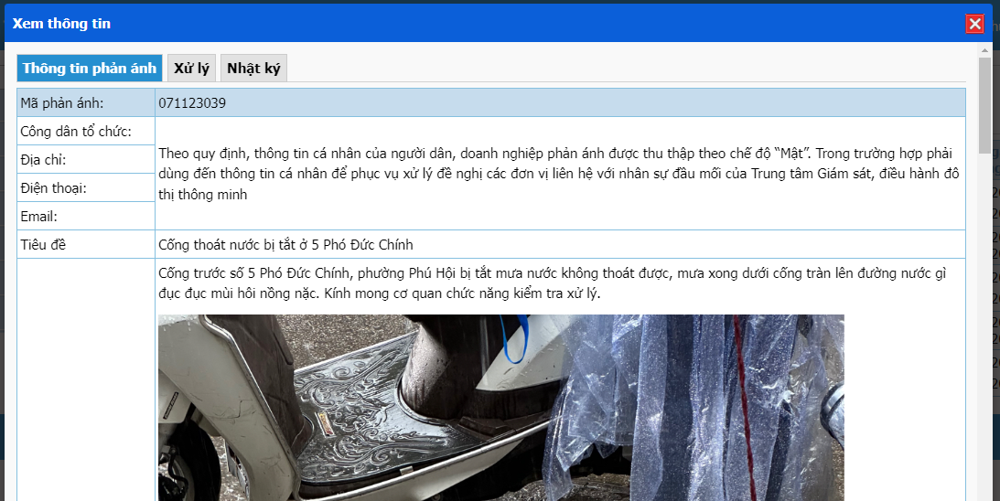 Xem thông tin
Thông tin phản ánh Xử lý Nhật ký
Mã phản ánh: 071123039
Công dân tổ chức:
Địa chỉ:
Điện thoại:
Email:
Theo quy định, thông tin cá nhân của người dân, doanh nghiệp phản ánh được thu thập theo chế độ “Mật”. Trong trường hợp phải
dùng đến thông tin cá nhân để phục vụ xử lý đề nghị các đơn vị liên hệ với nhân sự đầu mối của Trung tâm Giám sát, điều hành đô
thị thông minh
Tiêu đề Cống thoát nước bị tắt ở 5 Phó Đức Chính
Cống trước số 5 Phó Đức Chính, phường Phú Hội bị tắt mưa nước không thoát được, mưa xong dưới cống tràn lên đường nước gì
đục đục mùi hôi nồng nặc. Kính mong cơ quan chức năng kiểm tra xử lý.